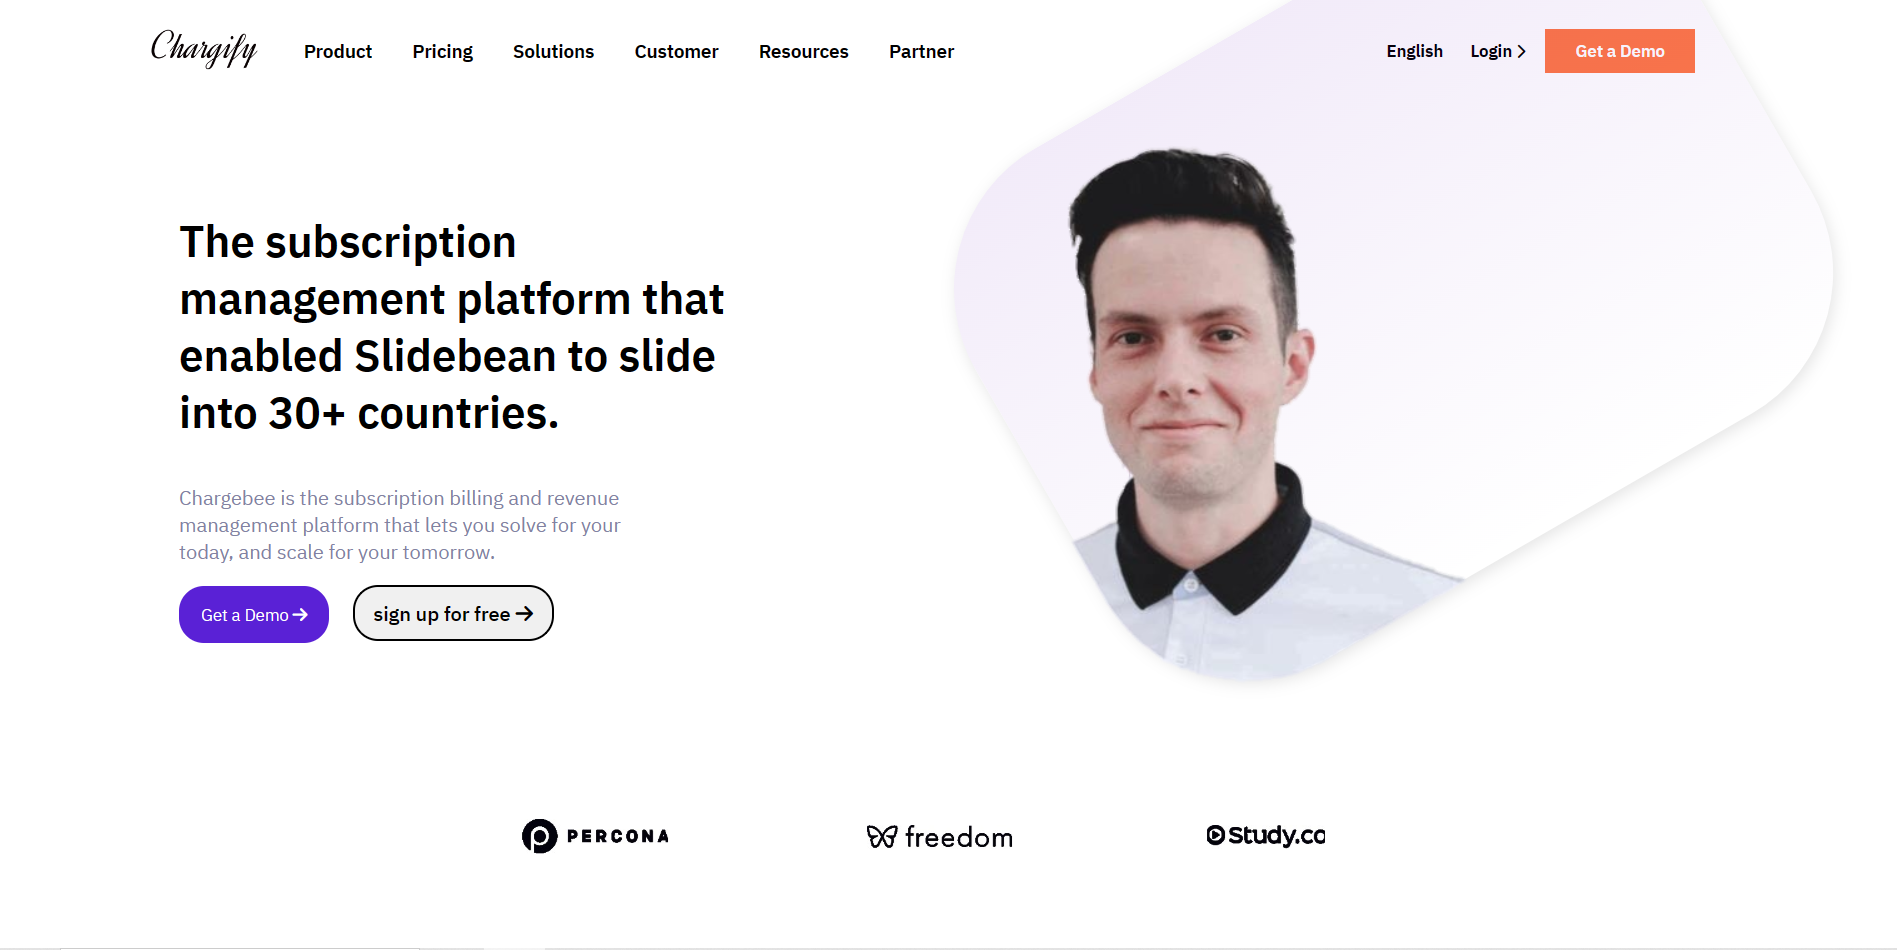 Chargify
Product
Pricing
Solutions
Customer
Resources
Partner
English
Login
Get a Demo
The subscription
management platform that
enabled Slidebean to slide
into 30+ countries.
Chargebee is the subscription billing and revenue
management platform that lets you solve for your
today, and scale for your tomorrow.
Get a Demo
sign up for free
PERCONA
freedom
Study.co